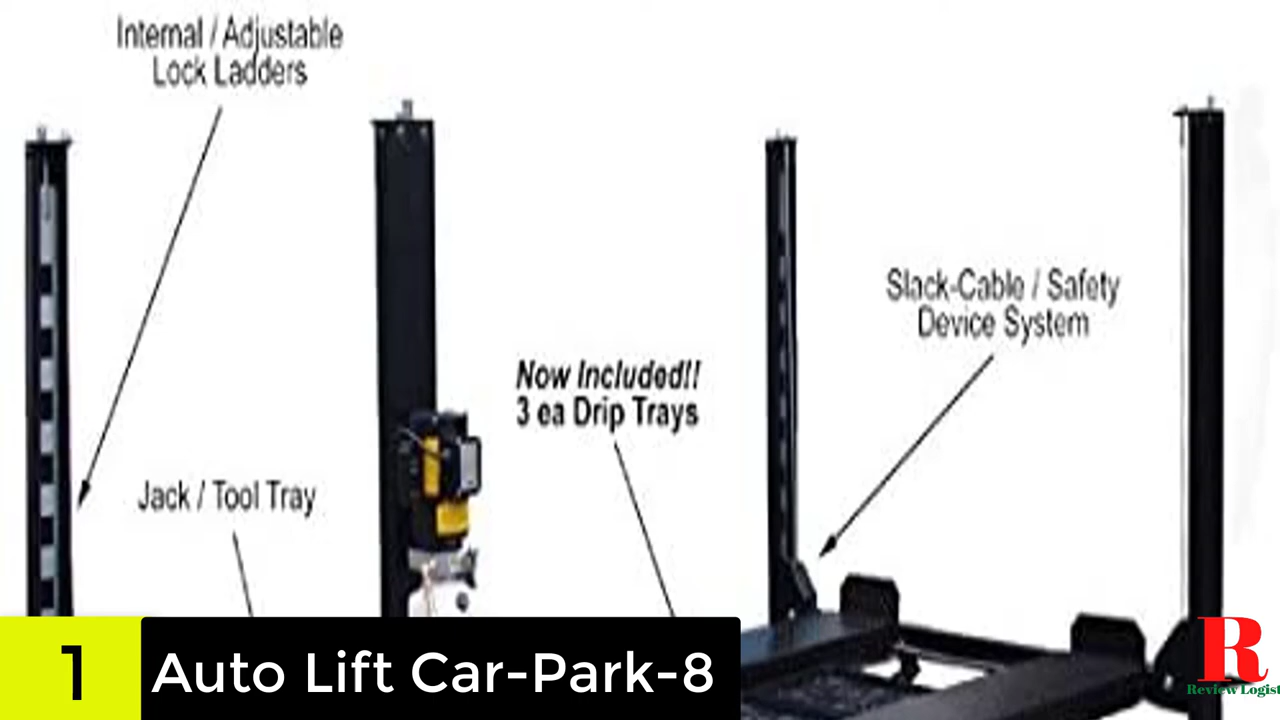 Internal / Adjustable
Lock Ladders
Slack-Cable / Safety
Device System
Now Included!!
3 ea Drip Trays
Jack / Tool Tray
1
Auto Lift Car-Park-8
R
Review Logist